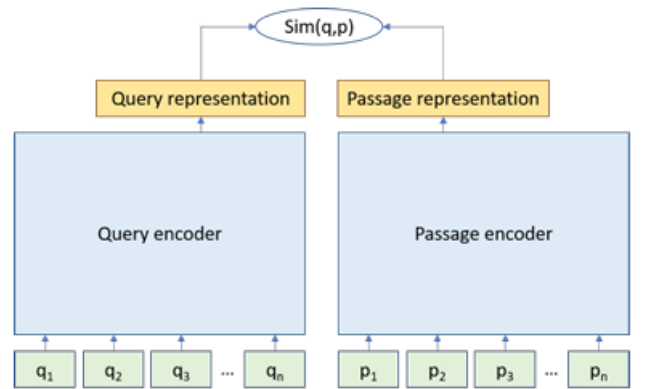 Sim(q,p)
Query representation Passage representation
Query encoder Passage encoder
q₁ q₂ q₃ ... qₙ p₁ p₂ p₃ ... pₙ